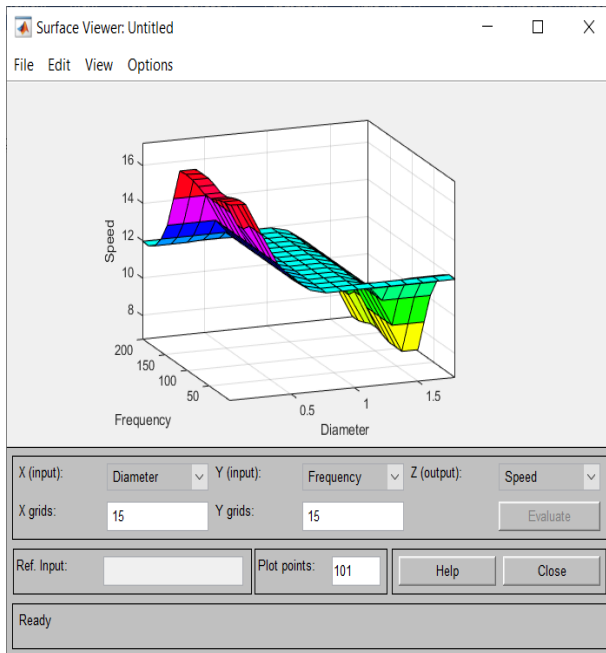 Surface Viewer: Untitled
File Edit View Options
16
14
12
10
8
Speed
200
150
100
50
Frequency
0.5
1
1.5
Diameter
X (input): Diameter Y (input): Frequency Z (output): Speed
X grids: 15 Y grids: 15 Evaluate
Ref. Input: Plot points: 101 Help Close
Ready